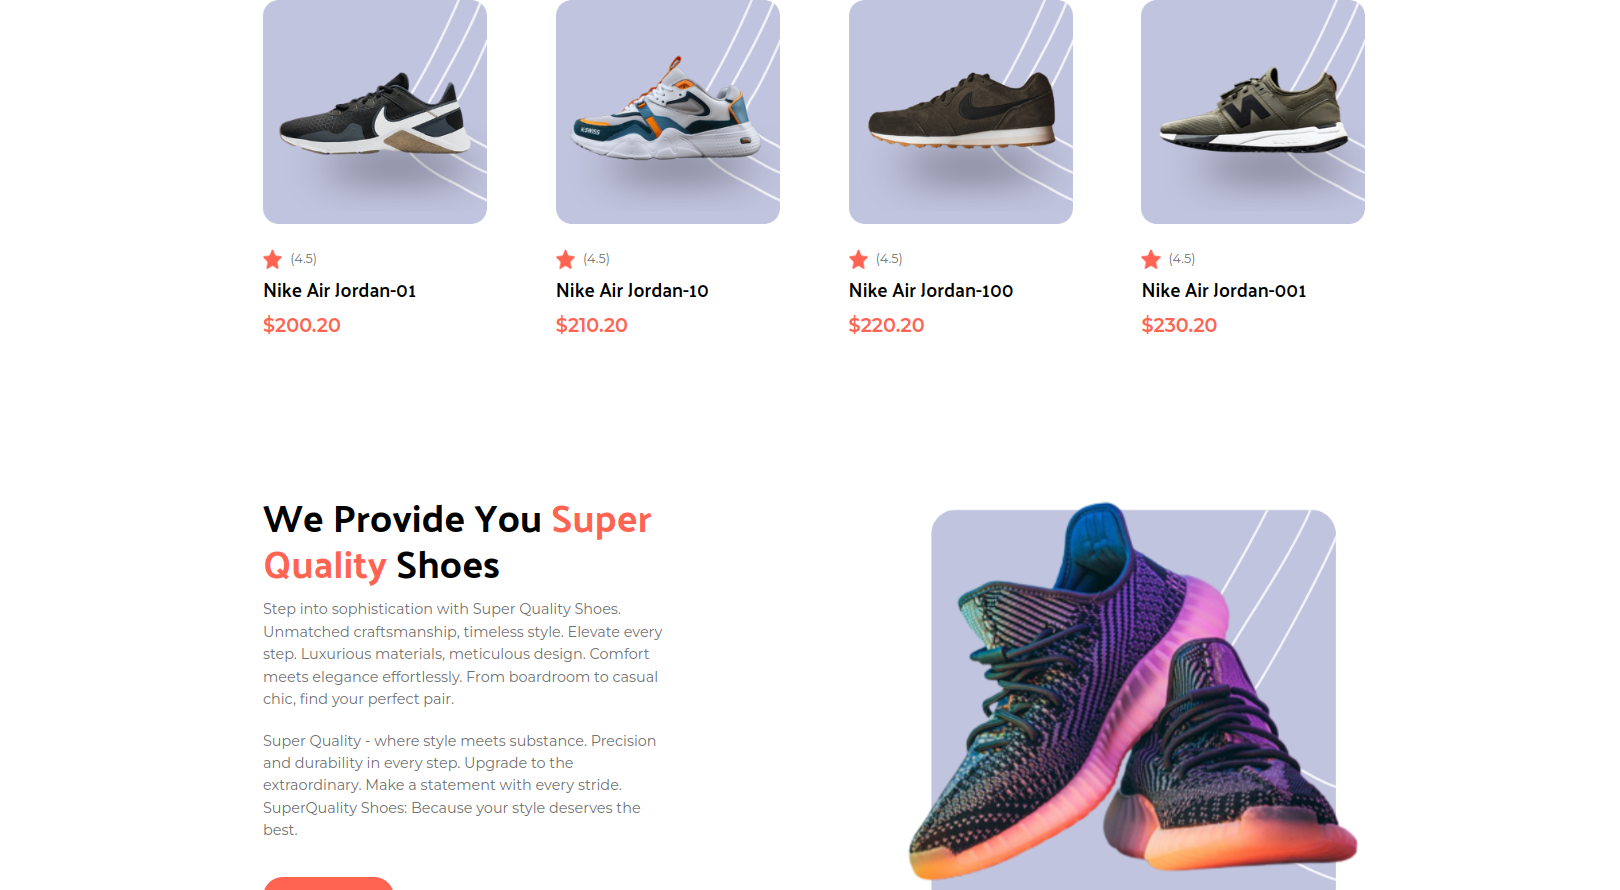 K-SWISS
N
(4.5)
(4.5)
(4.5)
(4.5)
Nike Air Jordan-01
Nike Air Jordan-10
Nike Air Jordan-100
Nike Air Jordan-001
$200.20
$210.20
$220.20
$230.20
We Provide You Super
Quality Shoes
Step into sophistication with Super Quality Shoes.
Unmatched craftsmanship, timeless style. Elevate every
step. Luxurious materials, meticulous design. Comfort
meets elegance effortlessly. From boardroom to casual
chic, find your perfect pair.
Super Quality - where style meets substance. Precision
and durability in every step. Upgrade to the
extraordinary. Make a statement with every stride.
SuperQuality Shoes: Because your style deserves the
best.